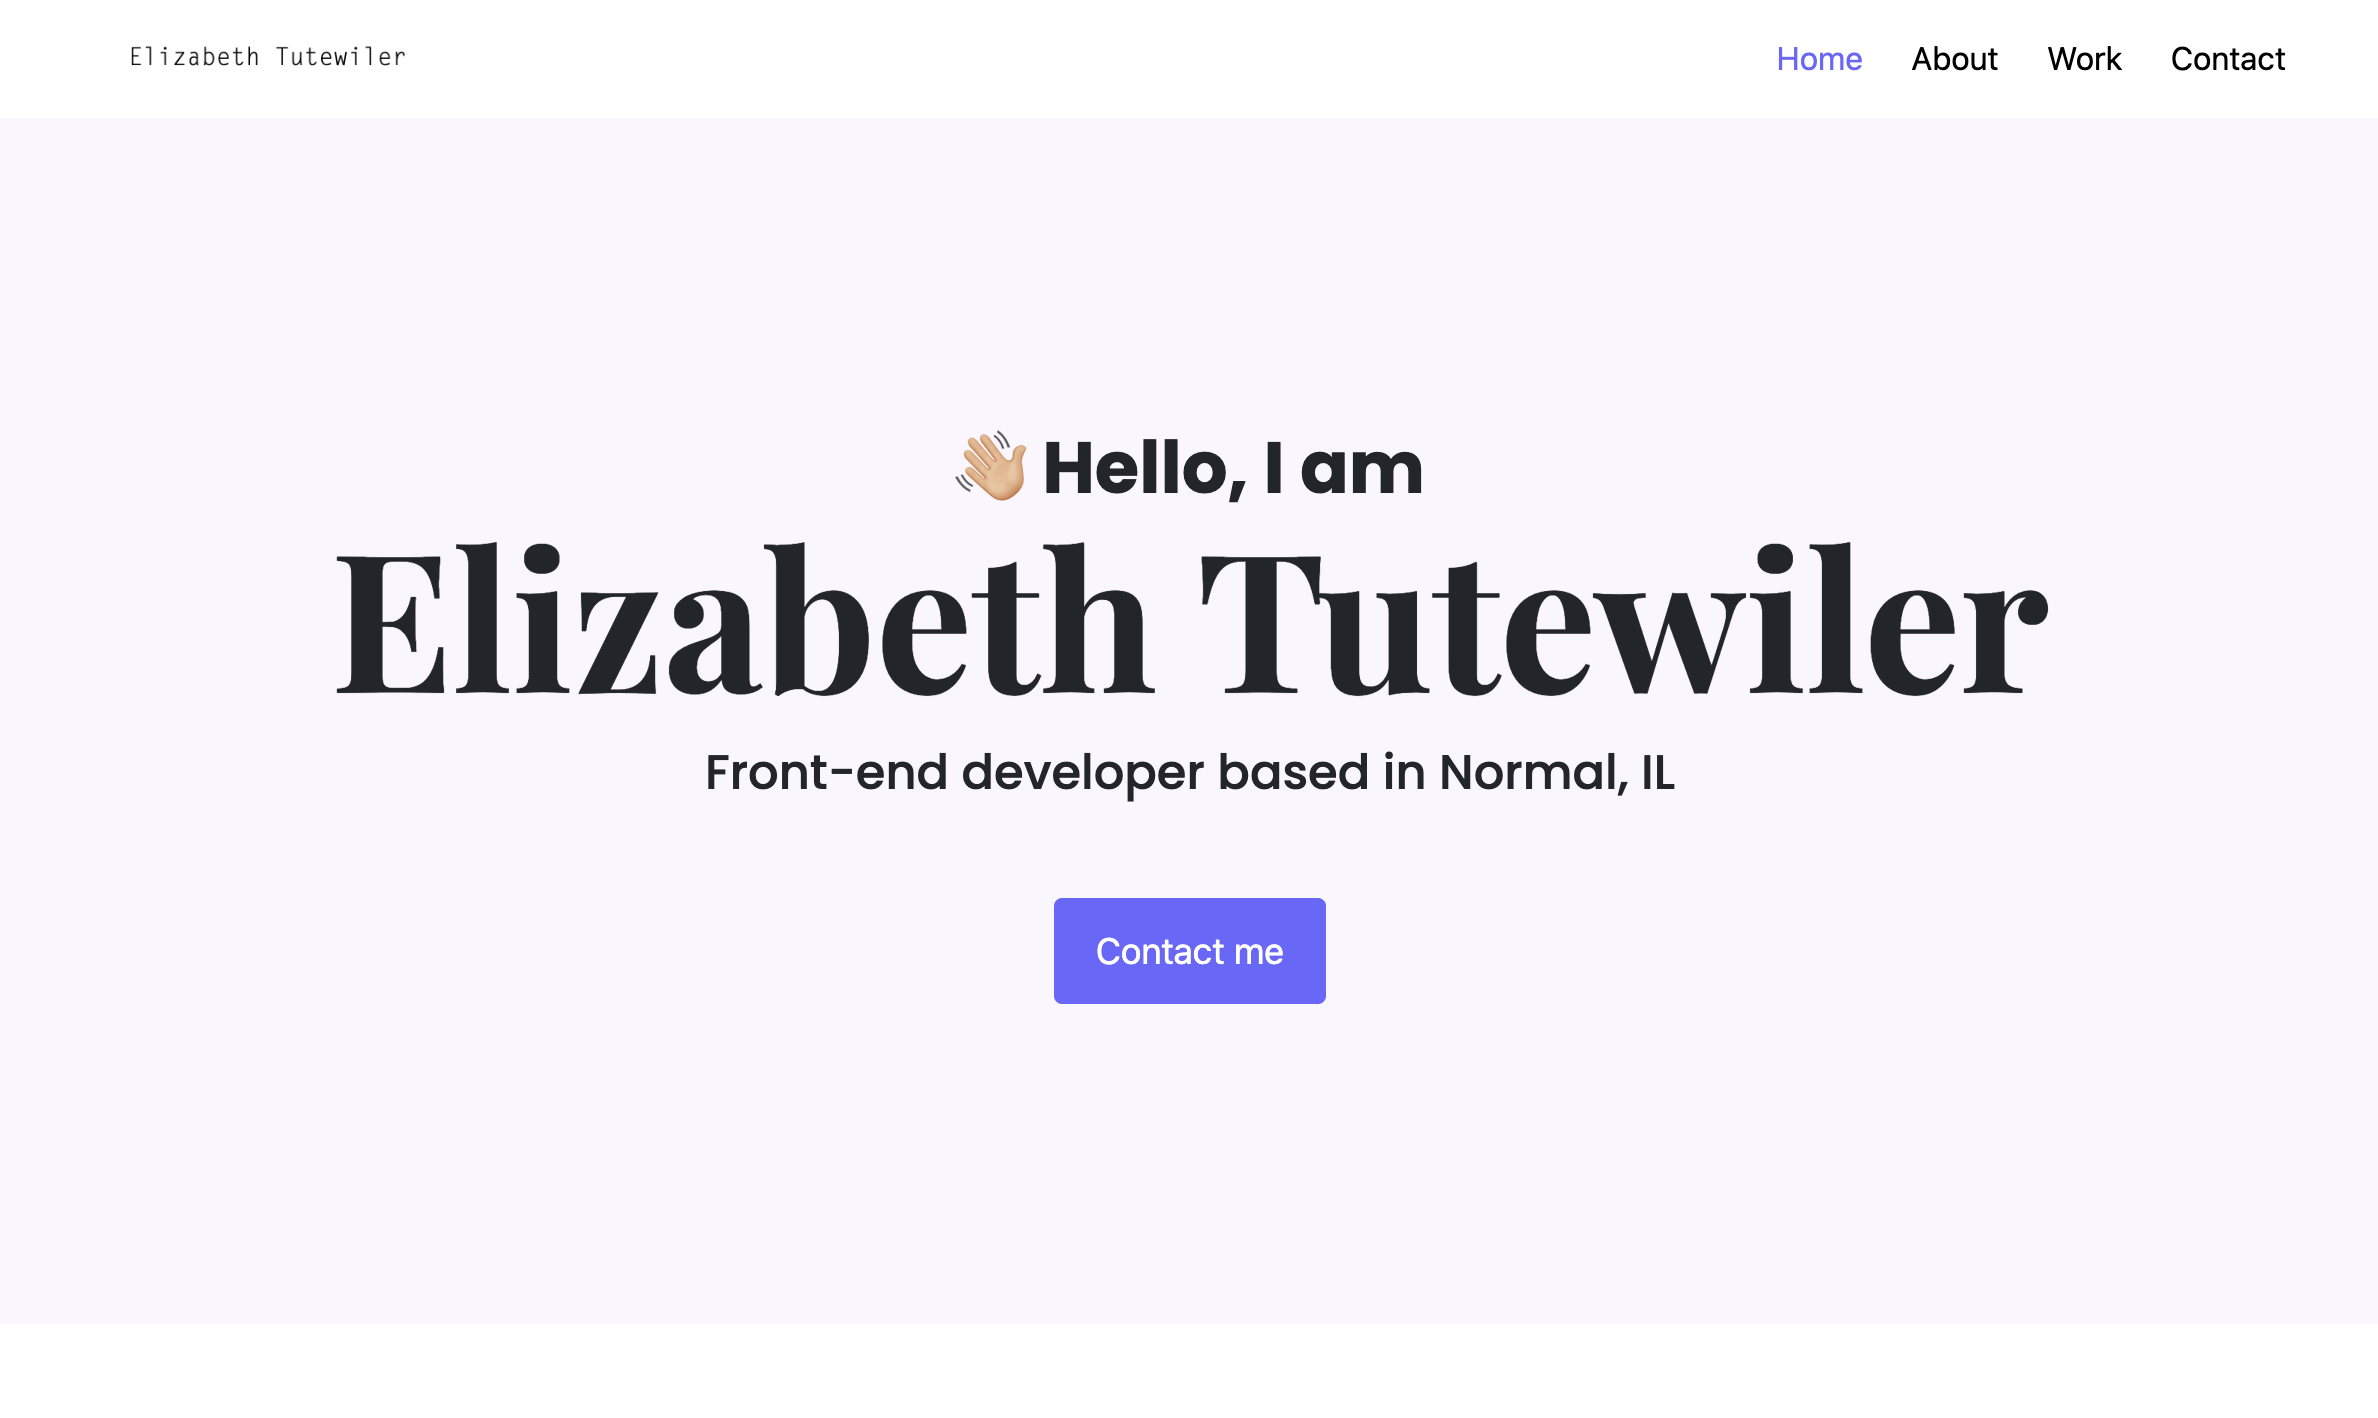 Elizabeth Tutewiler
Home About Work Contact
👋🏼 Hello, I am
Elizabeth Tutewiler
Front-end developer based in Normal, IL
Contact me